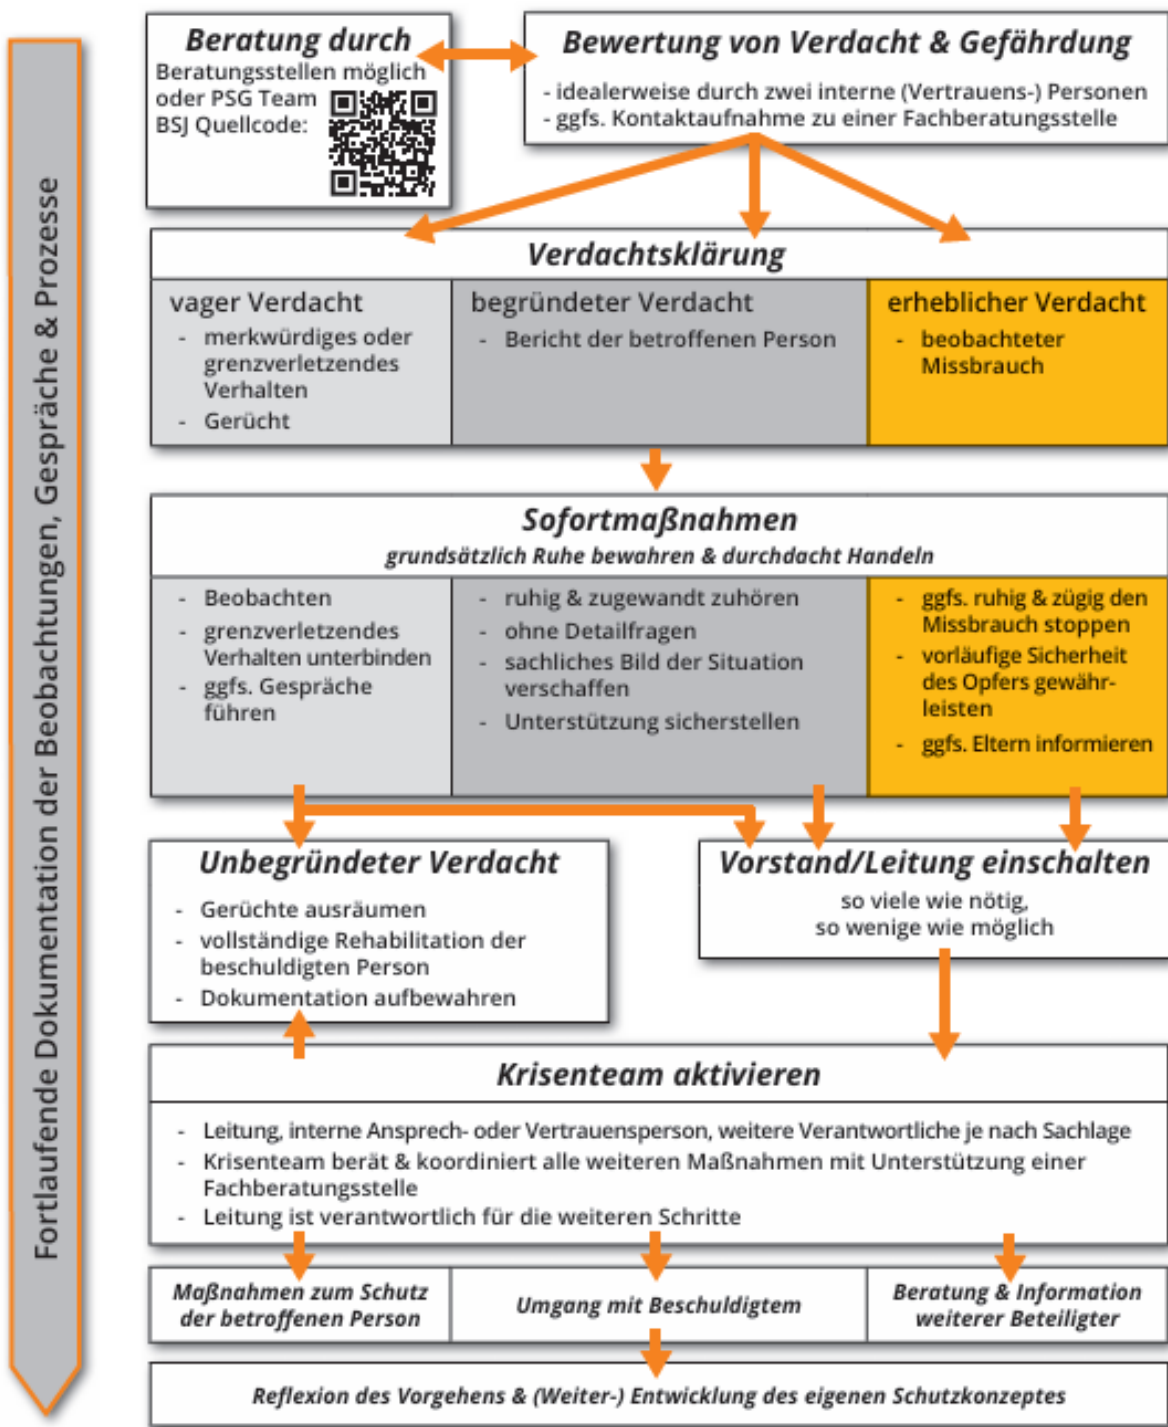 Fortlaufende Dokumentation der Beobachtungen, Gespräche & Prozesse
Beratung durch
Beratungsstellen möglich
oder PSG Team
BSJ Quellcode:
Bewertung von Verdacht & Gefährdung
- idealerweise durch zwei interne (Vertrauens-) Personen
- ggfs. Kontaktaufnahme zu einer Fachberatungsstelle
Verdachtsklärung
vager Verdacht
- merkwürdiges oder
grenzverletzendes
Verhalten
- Gerücht
begründeter Verdacht
- Bericht der betroffenen Person
erheblicher Verdacht
- beobachteter
Missbrauch
Sofortmaßnahmen
grundsätzlich Ruhe bewahren & durchdacht Handeln
- Beobachten
- grenzverletzendes
Verhalten unterbinden
- ggfs. Gespräche
führen
- ruhig & zugewandt zuhören
- ohne Detailfragen
- sachliches Bild der Situation
verschaffen
- Unterstützung sicherstellen
- ggfs. ruhig & zügig den
Missbrauch stoppen
- vorläufige Sicherheit
des Opfers gewähr-
leisten
- ggfs. Eltern informieren
Unbegründeter Verdacht
- Gerüchte ausräumen
- vollständige Rehabilitation der
beschuldigten Person
- Dokumentation aufbewahren
Vorstand/Leitung einschalten
so viele wie nötig,
so wenige wie möglich
Krisenteam aktivieren
- Leitung, interne Ansprech- oder Vertrauensperson, weitere Verantwortliche je nach Sachlage
- Krisenteam berät & koordiniert alle weiteren Maßnahmen mit Unterstützung einer
Fachberatungsstelle
- Leitung ist verantwortlich für die weiteren Schritte
Maßnahmen zum Schutz
der betroffenen Person
Umgang mit Beschuldigtem
Beratung & Information
weiterer Beteiligter
Reflexion des Vorgehens & (Weiter-) Entwicklung des eigenen Schutzkonzeptes